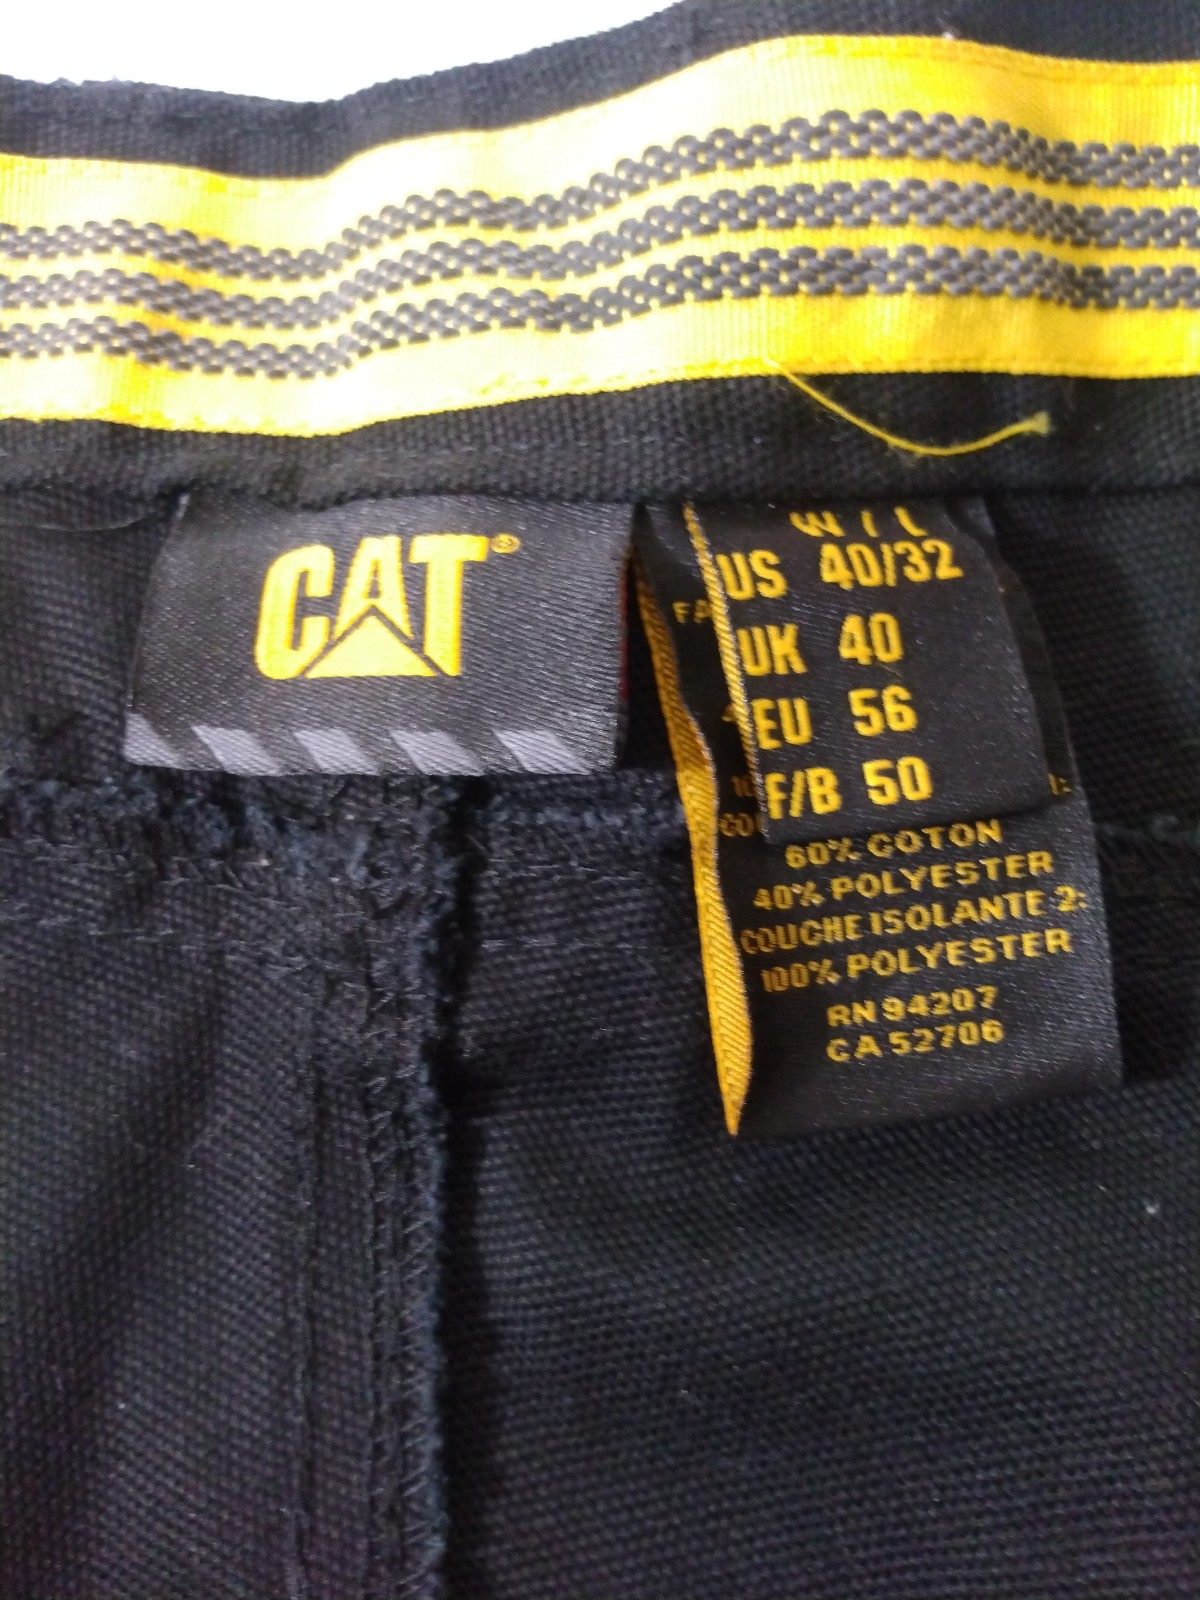 CAT®
W / L
US 40/32
UK 40
EU 56
F/B 50
60% COTON
40% POLYESTER
COUCHE ISOLANTE 2:
100% POLYESTER
RN 94207
CA 52706